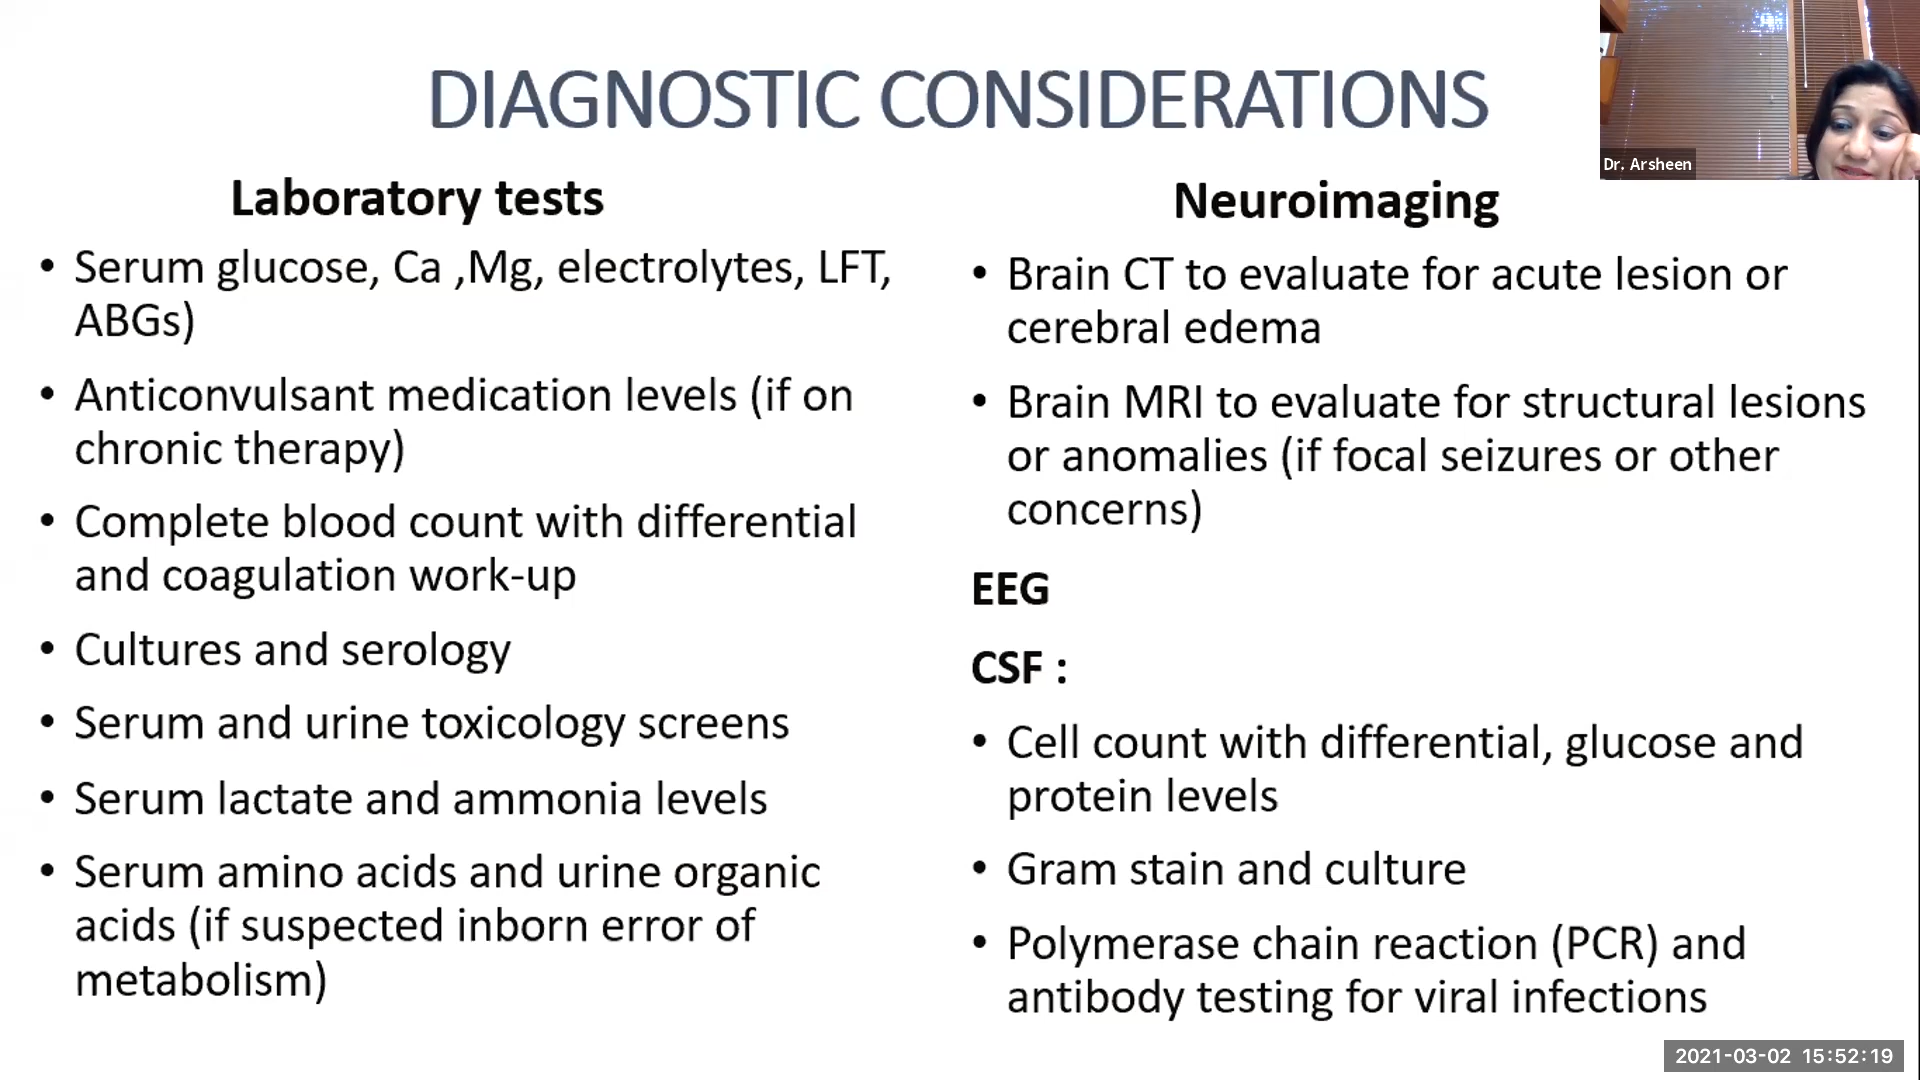 DIAGNOSTIC CONSIDERATIONS
Dr, Arsheen
Laboratory tests
• Serum glucose, Ca ,Mg, electrolytes, LFT,
ABGs)
• Anticonvulsant medication levels (if on
chronic therapy)
• Complete blood count with differential
and coagulation work-up
• Cultures and serology
• Serum and urine toxicology screens
• Serum lactate and ammonia levels
• Serum amino acids and urine organic
acids (if suspected inborn error of
metabolism)
Neuroimaging
• Brain CT to evaluate for acute lesion or
cerebral edema
• Brain MRI to evaluate for structural lesions
or anomalies (if focal seizures or other
concerns)
EEG
CSF :
• Cell count with differential, glucose and
protein levels
• Gram stain and culture
• Polymerase chain reaction (PCR) and
antibody testing for viral infections
2021-03-02 15:52:19